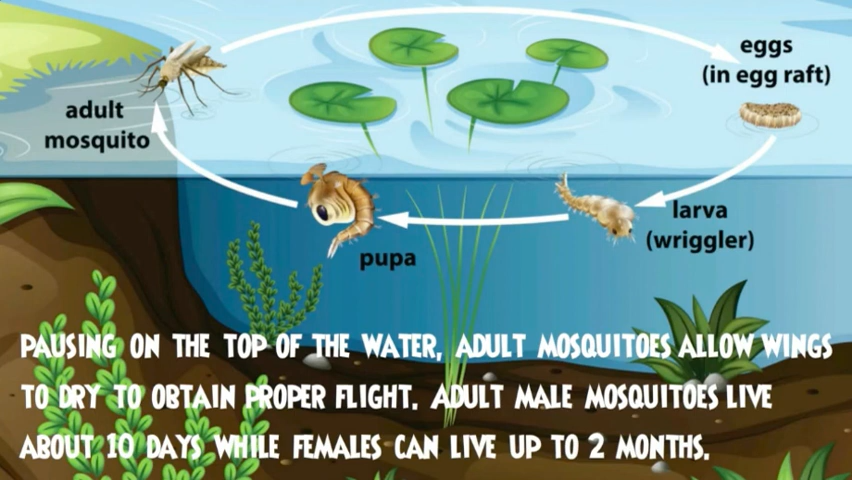 eggs
(in egg raft)
adult
mosquito
larva
(wriggler)
pupa
PAUSING ON THE TOP OF THE WATER, ADULT MOSQUITOES ALLOW WINGS
TO DRY TO OBTAIN PROPER FLIGHT. ADULT MALE MOSQUITOES LIVE
ABOUT 10 DAYS WHILE FEMALES CAN LIVE UP TO 2 MONTHS.